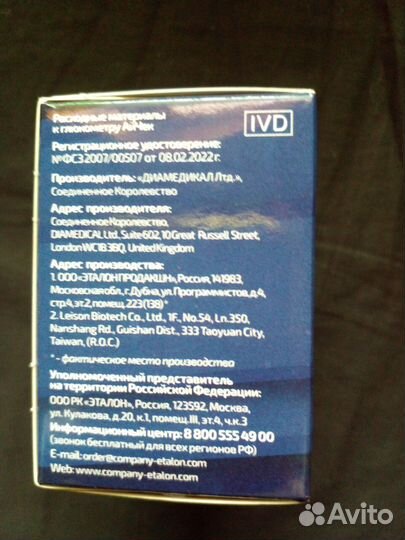 Расходные материалы
к глюкометру АйЧек
IVD
Регистрационное удостоверение:
№ФСЗ 2007/00507 от 08.02.2022 г.
Производитель: «ДИАМЕДИКАЛ Лтд.»,
Соединенное Королевство
Адрес производителя:
Соединенное Королевство,
DIAMEDICAL Ltd. Suite 602, 10 Great Russell Street,
London WC1B 3BQ, United Kingdom
Адрес производства:
1. ООО «ЭТАЛОН ПРОДАКШН», Россия, 141983,
Московская обл., г. Дубна, ул. Программистов, д.4,
стр.4, эт.2, помещ. 223 (138)*
2. Leison Biotech Co., Ltd., 1F., No.54, Ln.350,
Nanshang Rd., Guishan Dist., 333 Taoyuan City,
Taiwan, (R.O.C.)
* - фактическое место производства
Уполномоченный представитель
на территории Российской Федерации:
ООО РК «ЭТАЛОН», Россия, 123592, Москва,
ул. Кулакова, д.20, к.1, помещ.III, эт.4, ч.к.3
Информационный центр: 8 800 555 49 00
(звонок бесплатный для всех регионов РФ)
E-mail: order@company-etalon.com
Web: www.company-etalon.com
Avito